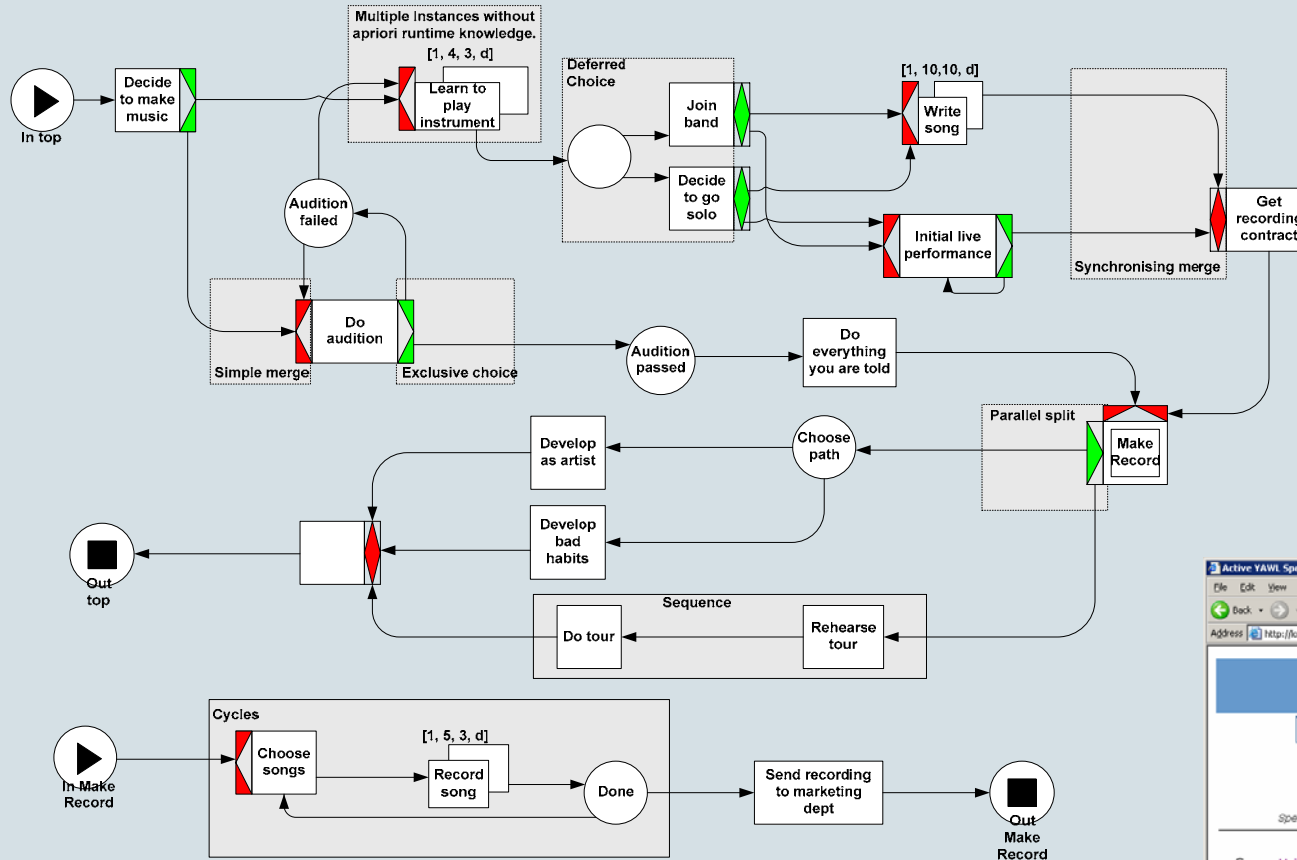 Multiple Instances without
apriori runtime knowledge.
[1, 4, 3, d]
Learn to
play
instrument
In top
Decide
to make
music
Deferred
Choice
Join
band
Decide
to go
solo
[1, 10,10, d]
Write
song
Initial live
performance
Synchronising merge
Get
recording
contract
Audition
failed
Simple merge
Do
audition
Exclusive choice
Audition
passed
Do
everything
you are told
Parallel split
Make
Record
Choose
path
Develop
as artist
Develop
bad
habits
Out
top
Sequence
Do tour
Rehearse
tour
Cycles
In Make
Record
Choose
songs
[1, 5, 3, d]
Record
song
Done
Send recording
to marketing
dept
Out
Make
Record
Active YAWL Spe
File Edit View
Back
Address http://lo
Spe